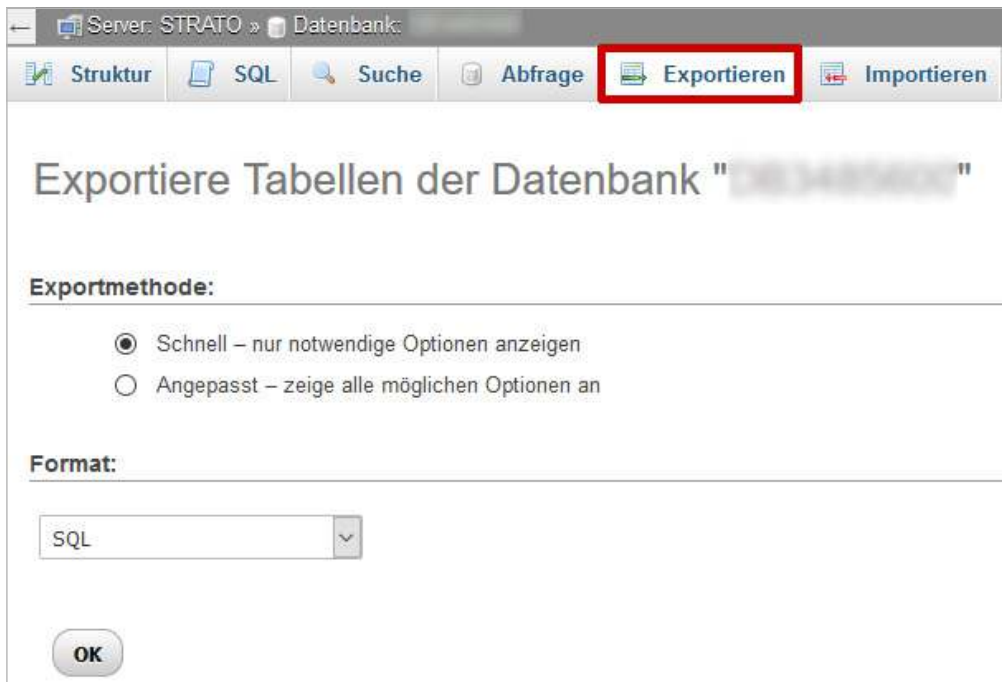 ← Server: STRATO » Datenbank:
Struktur SQL Suche Abfrage Exportieren Importieren
Exportiere Tabellen der Datenbank " "
Exportmethode:
Schnell – nur notwendige Optionen anzeigen
Angepasst – zeige alle möglichen Optionen an
Format:
SQL
OK